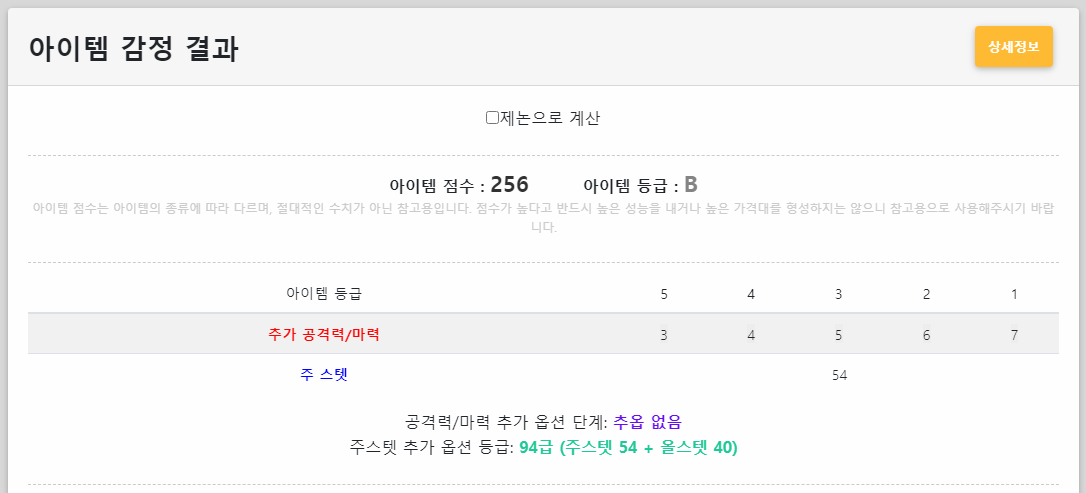 아이템 감정 결과
상세정보
제논으로 계산
아이템 점수 : 256 아이템 등급 : B
아이템 점수는 아이템의 종류에 따라 다르며, 절대적인 수치가 아닌 참고용입니다. 점수가 높다고 반드시 높은 성능을 내거나 높은 가격대를 형성하지는 않으니 참고용으로 사용해주시기 바랍
니다.
아이템 등급 5 4 3 2 1
추가 공격력/마력 3 4 5 6 7
주 스텟 54
공격력/마력 추가 옵션 단계: 추옵 없음
주스텟 추가 옵션 등급: 94급 (주스텟 54 + 올스텟 40)